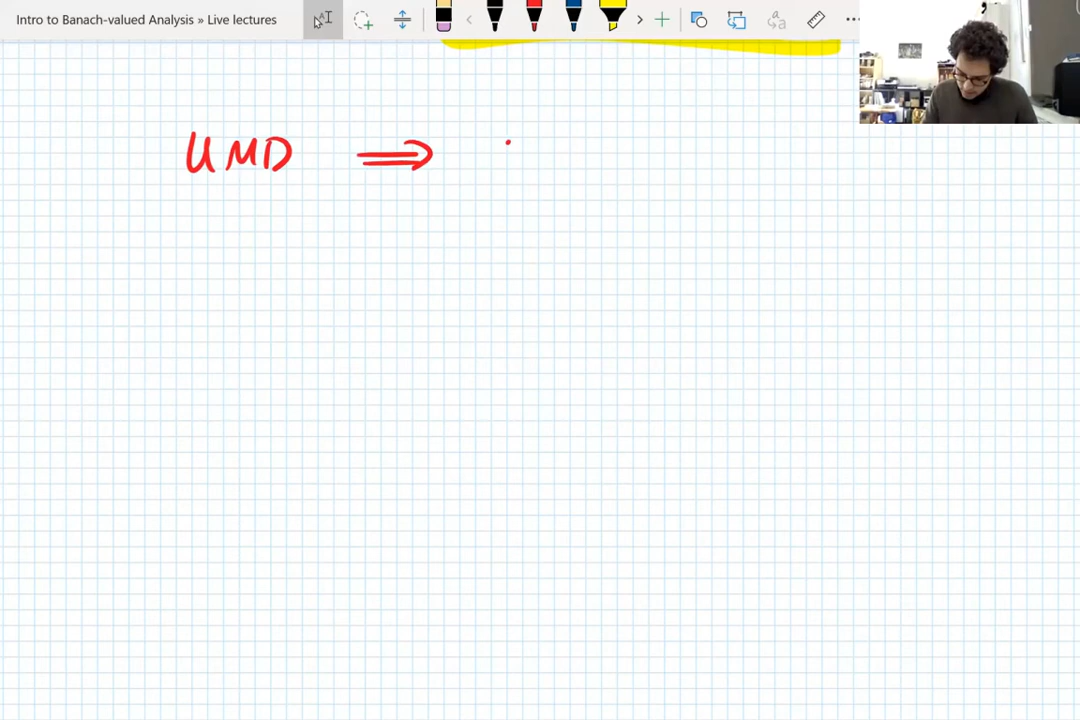 Intro to Banach-valued Analysis » Live lectures
UMD ⟹